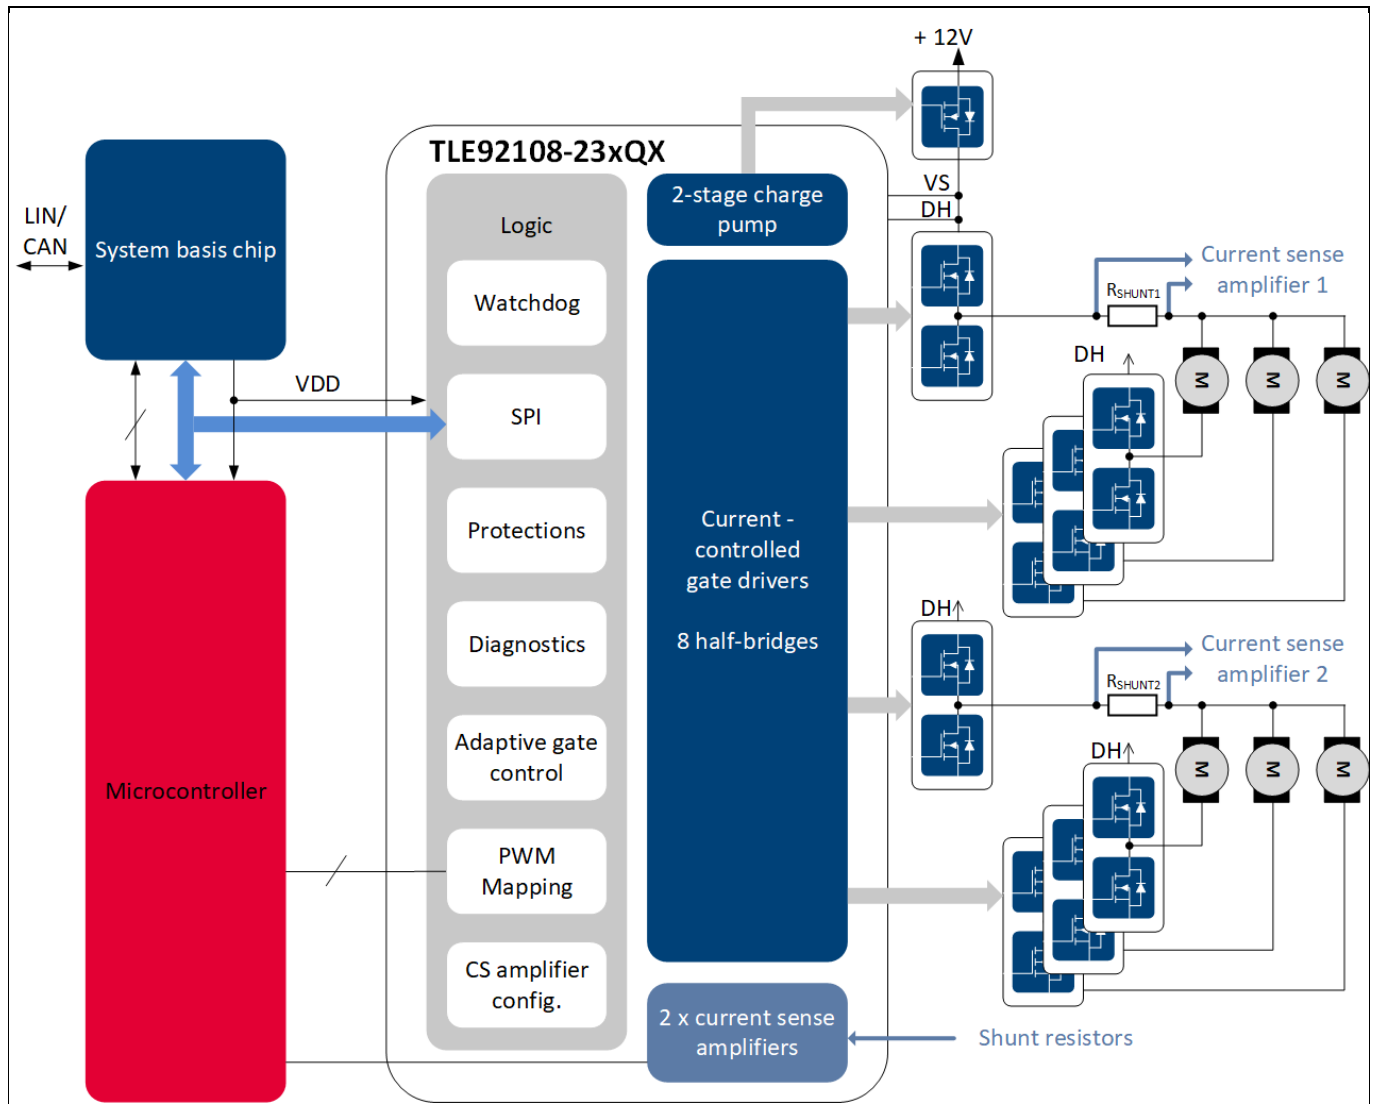 + 12V
TLE92108-23xQX
2-stage charge
pump
VS
DH
LIN/
CAN
System basis chip
Logic
Watchdog
Current sense
amplifier 1
RSHUNT1
DH
M
M
M
VDD
SPI
Protections
Current -
controlled
gate drivers
8 half-bridges
DH
Diagnostics
Current sense
amplifier 2
RSHUNT2
DH
M
M
M
Adaptive gate
control
Microcontroller
PWM
Mapping
CS amplifier
config.
2 x current sense
amplifiers
Shunt resistors